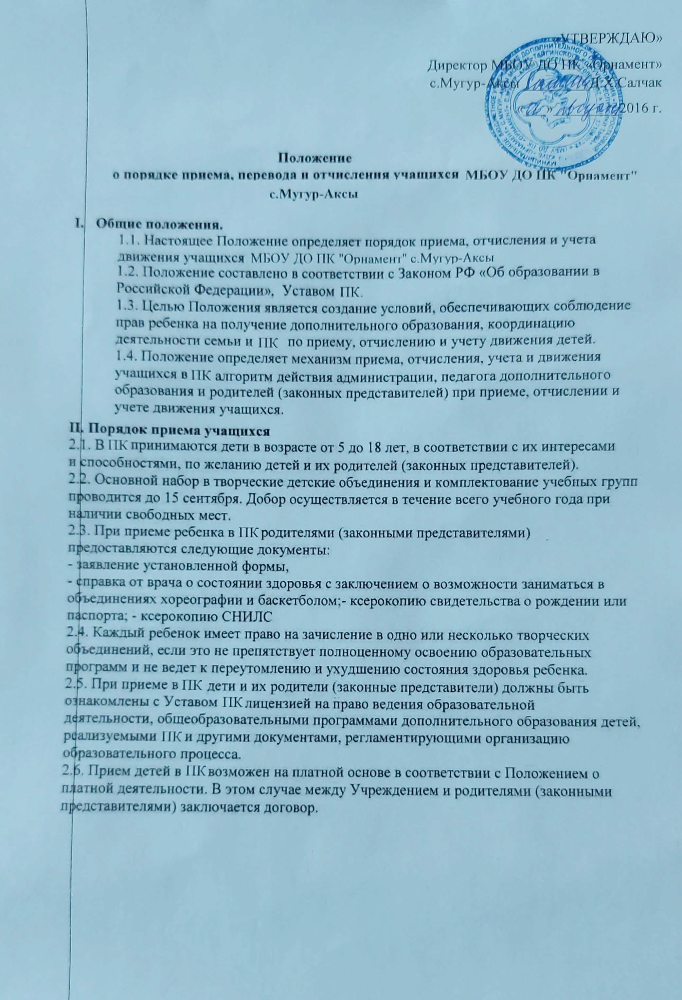 «УТВЕРЖДАЮ»
Директор МБОУ ДО ПК «Орнамент»
с.Мугур-Аксы Л.Х.Салчак
« » августа 2016 г.
Положение
о порядке приема, перевода и отчисления учащихся МБОУ ДО ПК "Орнамент"
с.Мугур-Аксы
I. Общие положения.
1.1. Настоящее Положение определяет порядок приема, отчисления и учета
движения учащихся МБОУ ДО ПК "Орнамент" с.Мугур-Аксы
1.2. Положение составлено в соответствии с Законом РФ «Об образовании в
Российской Федерации», Уставом ПК.
1.3. Целью Положения является создание условий, обеспечивающих соблюдение
прав ребенка на получение дополнительного образования, координацию
деятельности семьи и ПК по приему, отчислению и учету движения детей.
1.4. Положение определяет механизм приема, отчисления, учета и движения
учащихся в ПК алгоритм действия администрации, педагога дополнительного
образования и родителей (законных представителей) при приеме, отчислении и
учете движения учащихся.
II. Порядок приема учащихся
2.1. В ПК принимаются дети в возрасте от 5 до 18 лет, в соответствии с их интересами
и способностями, по желанию детей и их родителей (законных представителей).
2.2. Основной набор в творческие детские объединения и комплектование учебных групп
проводится до 15 сентября. Добор осуществляется в течение всего учебного года при
наличии свободных мест.
2.3. При приеме ребенка в ПК родителями (законными представителями)
предоставляются следующие документы:
- заявление установленной формы,
- справка от врача о состоянии здоровья с заключением о возможности заниматься в
объединениях хореографии и баскетболом;- ксерокопию свидетельства о рождении или
паспорта; - ксерокопию СНИЛС
2.4. Каждый ребенок имеет право на зачисление в одно или несколько творческих
объединений, если это не препятствует полноценному освоению образовательных
программ и не ведет к переутомлению и ухудшению состояния здоровья ребенка.
2.5. При приеме в ПК дети и их родители (законные представители) должны быть
ознакомлены с Уставом ПК лицензией на право ведения образовательной
деятельности, общеобразовательными программами дополнительного образования детей,
реализуемыми ПК и другими документами, регламентирующими организацию
образовательного процесса.
2.6. Прием детей в ПК возможен на платной основе в соответствии с Положением о
платной деятельности. В этом случае между Учреждением и родителями (законными
представителями) заключается договор.